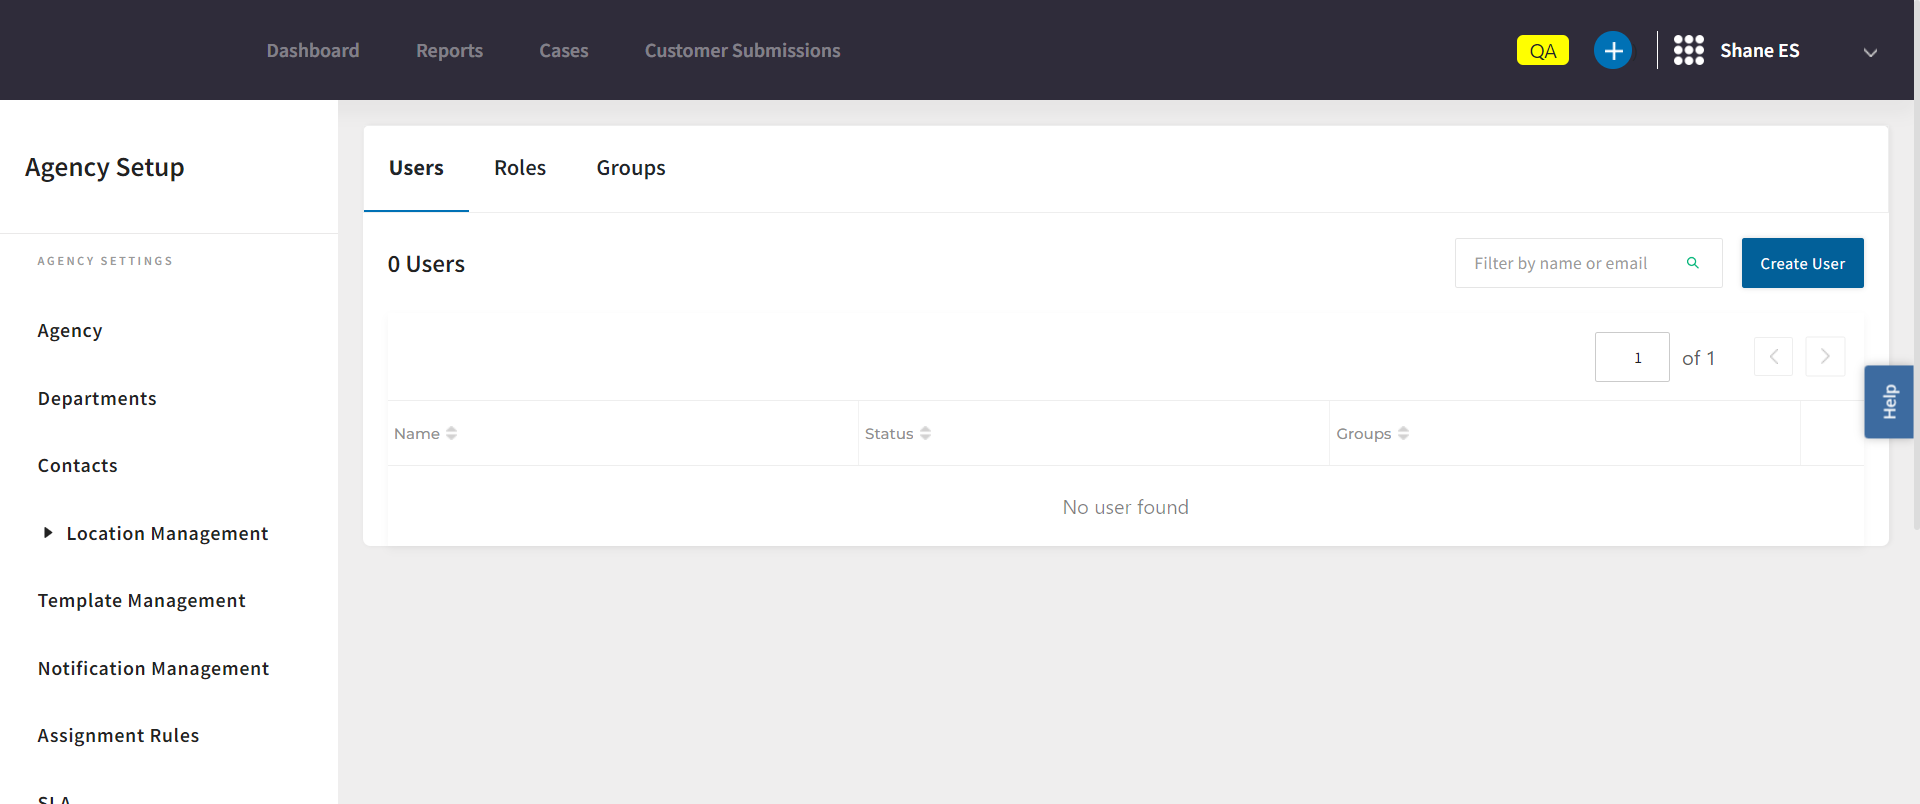 Dashboard Reports Cases Customer Submissions QA Shane ES
Agency Setup
AGENCY SETTINGS
Agency
Departments
Contacts
Location Management
Template Management
Notification Management
Assignment Rules
SLA
Users Roles Groups
0 Users
Filter by name or email
Create User
1 of 1
Name Status Groups
No user found
Help